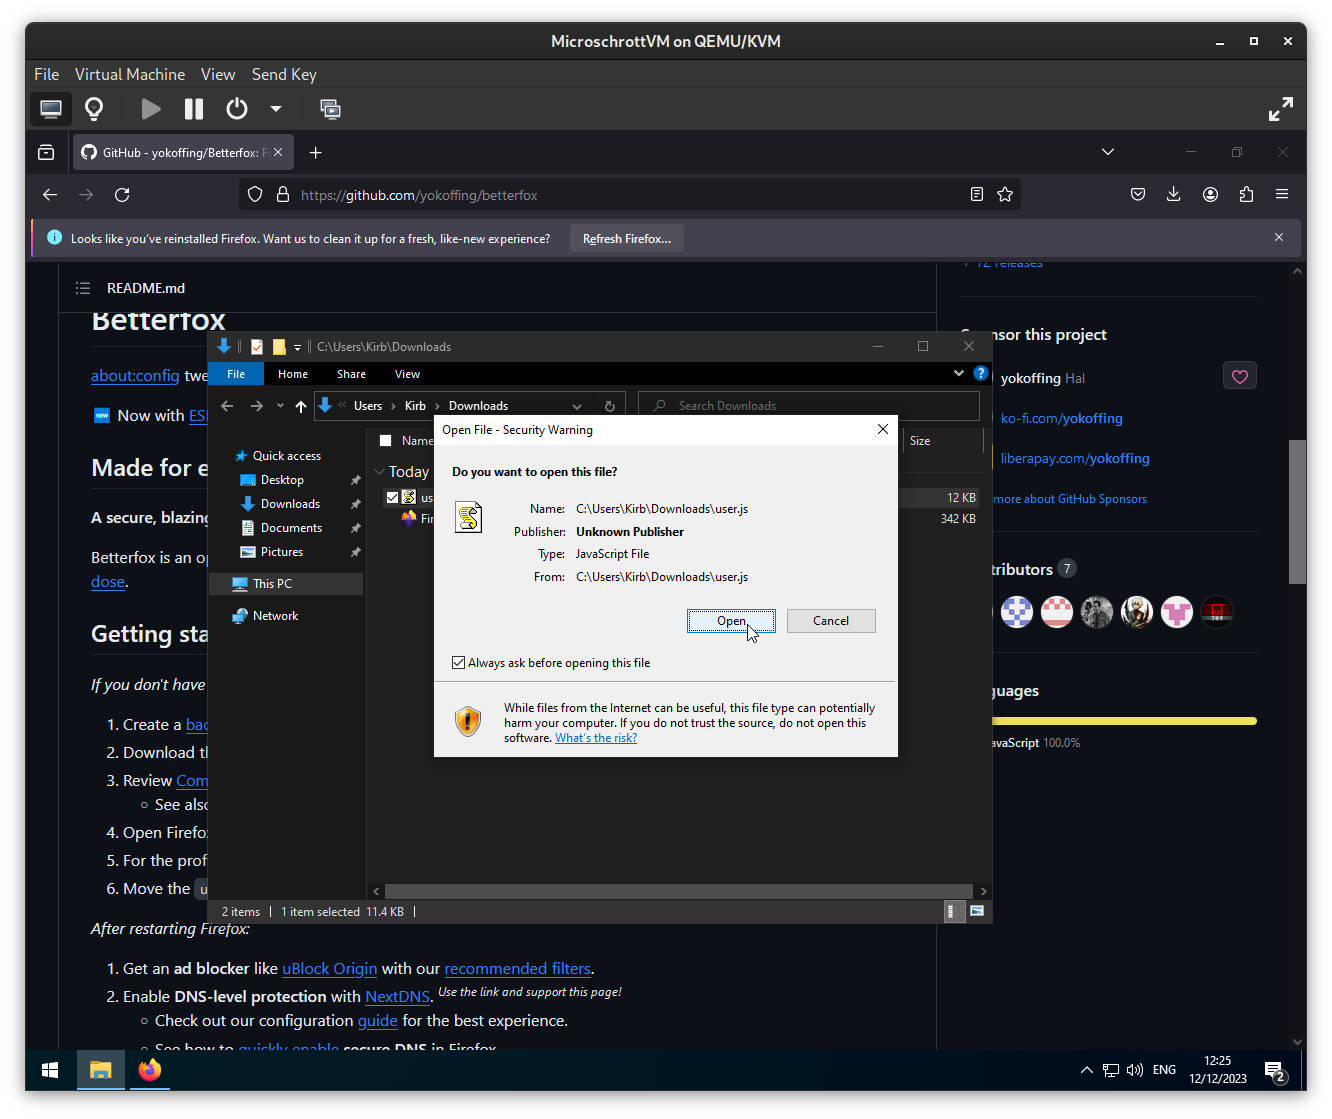 MicroschrottVM on QEMU/KVM
File Virtual Machine View Send Key
GitHub - yokoffing/Betterfox: F
https://github.com/yokoffing/betterfox
Looks like you've reinstalled Firefox. Want us to clean it up for a fresh, like-new experience? Refresh Firefox...
12 releases
README.md
Betterfox
about:config twe
NEW Now with ES
Made for e
A secure, blazing
Betterfox is an op
dose.
Getting sta
If you don't have
1. Create a bac
2. Download th
3. Review Com
See also
4. Open Firefo
5. For the prof
6. Move the u
After restarting Firefox:
1. Get an ad blocker like uBlock Origin with our recommended filters.
2. Enable DNS-level protection with NextDNS. Use the link and support this page!
Check out our configuration guide for the best experience.
See how to quickly enable secure DNS in Firefox
C:\Users\Kirb\Downloads
File Home Share View
Users Kirb Downloads
Search Downloads
Quick access
Desktop
Downloads
Documents
Pictures
This PC
Network
Name
Size
Today
us
12 KB
Fir
342 KB
2 items 1 item selected 11.4 KB
Open File - Security Warning
Do you want to open this file?
Name: C:\Users\Kirb\Downloads\user.js
Publisher: Unknown Publisher
Type: JavaScript File
From: C:\Users\Kirb\Downloads\user.js
Open Cancel
Always ask before opening this file
While files from the Internet can be useful, this file type can potentially
harm your computer. If you do not trust the source, do not open this
software. What's the risk?
nsor this project
yokoffing Hal
ko-fi.com/yokoffing
liberapay.com/yokoffing
more about GitHub Sponsors
tributors 7
789
guages
avaScript 100.0%
ENG
12:25
12/12/2023
2